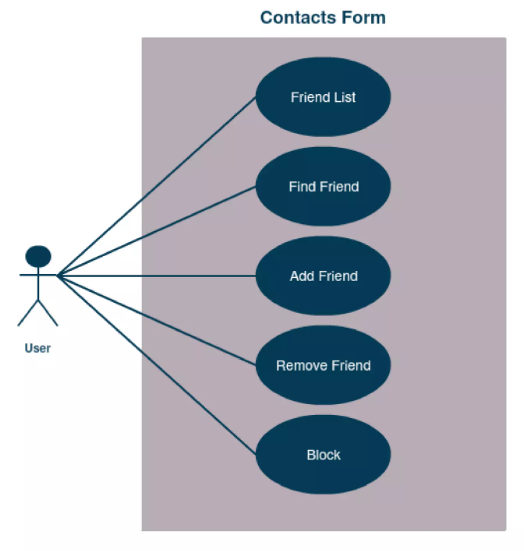 Contacts Form
Friend List
Find Friend
Add Friend
Remove Friend
Block
User